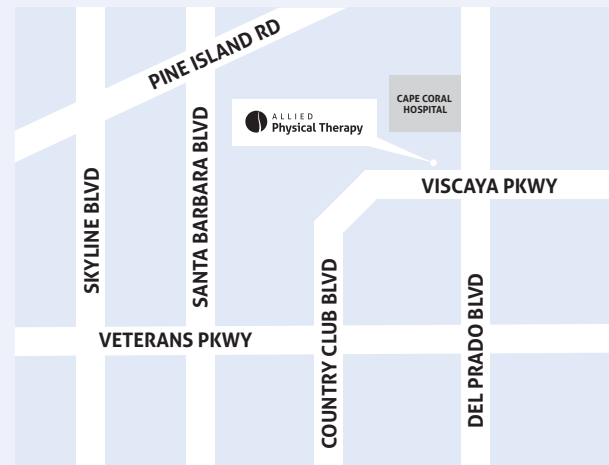 PINE ISLAND RD
CAPE CORAL
HOSPITAL
ALLIED
Physical Therapy
SKYLINE BLVD
SANTA BARBARA BLVD
VISCAYA PKWY
COUNTRY CLUB BLVD
DEL PRADO BLVD
VETERANS PKWY